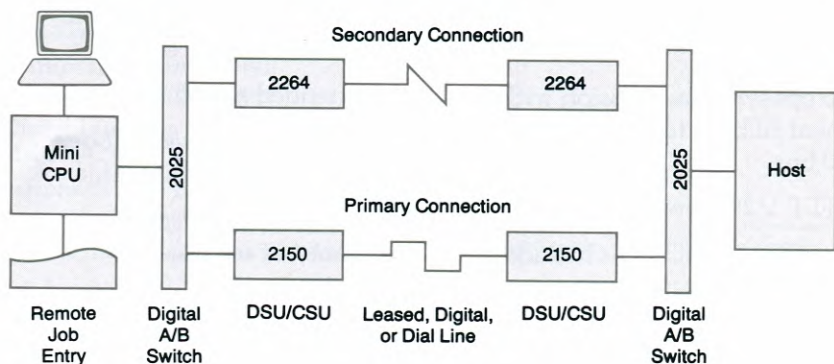 Secondary Connection
2264
2264
Mini
CPU
2025
2025
Host
Primary Connection
2150
2150
Remote
Job
Entry
Digital
A/B
Switch
DSU/CSU
Leased, Digital,
or Dial Line
DSU/CSU
Digital
A/B
Switch